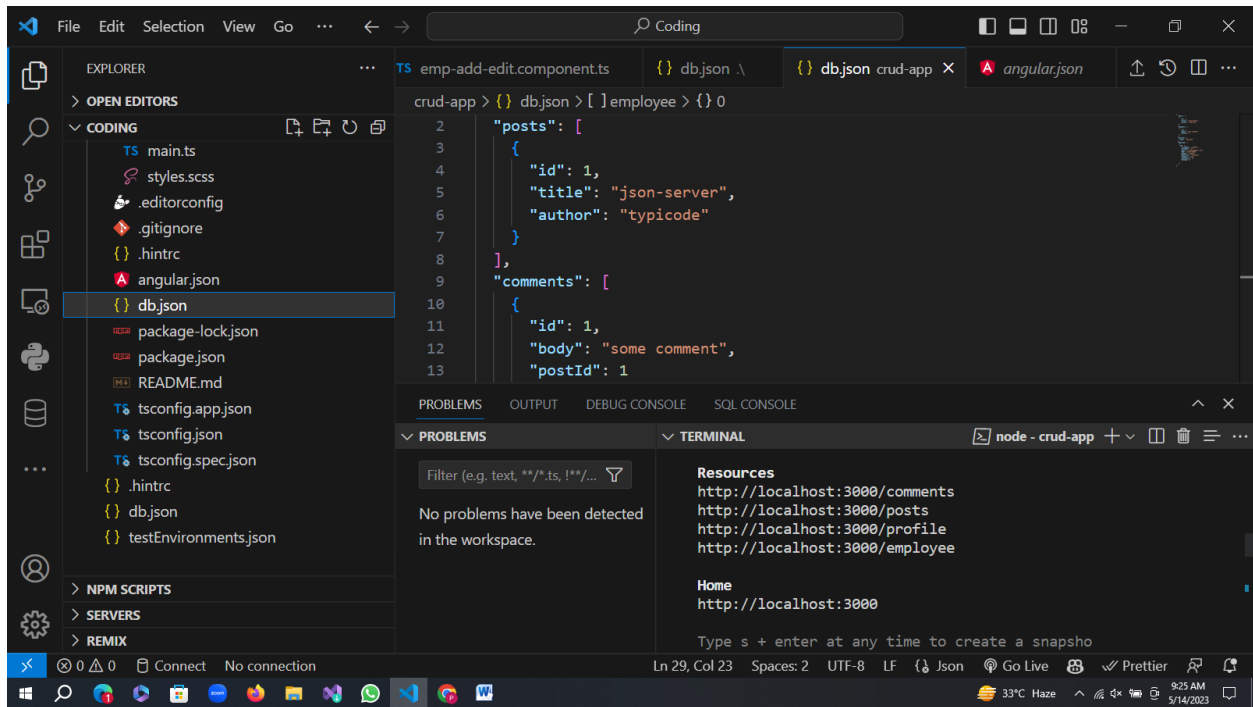 File Edit Selection View Go ··· Coding
EXPLORER ···
OPEN EDITORS
CODING
TS main.ts
styles.scss
.editorconfig
.gitignore
{} .hintrc
angular.json
{} db.json
package-lock.json
package.json
README.md
TS tsconfig.app.json
TS tsconfig.json
TS tsconfig.spec.json
{} .hintrc
{} db.json
{} testEnvironments.json
NPM SCRIPTS
SERVERS
REMIX
TS emp-add-edit.component.ts {} db.json .\ {} db.json crud-app angular.json ···
crud-app > {} db.json > [ ] employee > {} 0
2 "posts": [
3 {
4 "id": 1,
5 "title": "json-server",
6 "author": "typicode"
7 }
8 ],
9 "comments": [
10 {
11 "id": 1,
12 "body": "some comment",
13 "postId": 1
PROBLEMS OUTPUT DEBUG CONSOLE SQL CONSOLE
PROBLEMS
Filter (e.g. text, **/*.ts, !**/...
No problems have been detected
in the workspace.
TERMINAL node - crud-app ···
Resources
http://localhost:3000/comments
http://localhost:3000/posts
http://localhost:3000/profile
http://localhost:3000/employee
Home
http://localhost:3000
Type s + enter at any time to create a snapsho
0 0 Connect No connection Ln 29, Col 23 Spaces: 2 UTF-8 LF {} Json Go Live Prettier
33°C Haze 9:25 AM
5/14/2023